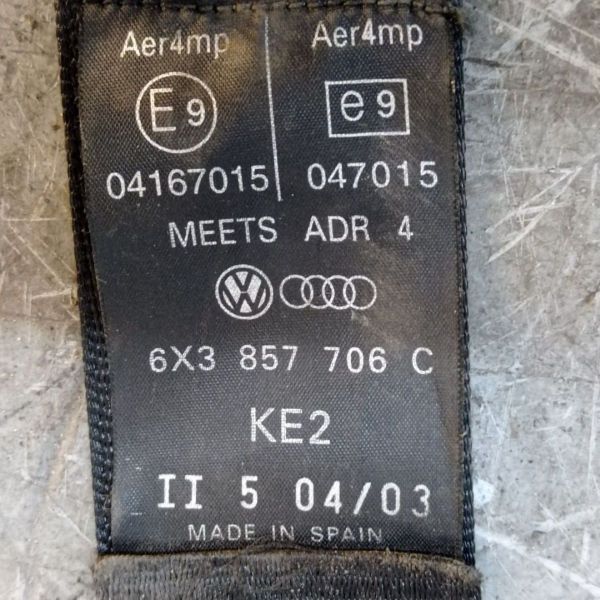 Aer4mp Aer4mp
E9 e9
04167015 047015
MEETS ADR 4
VW
6X3 857 706 C
KE2
II 5 04/03
MADE IN SPAIN